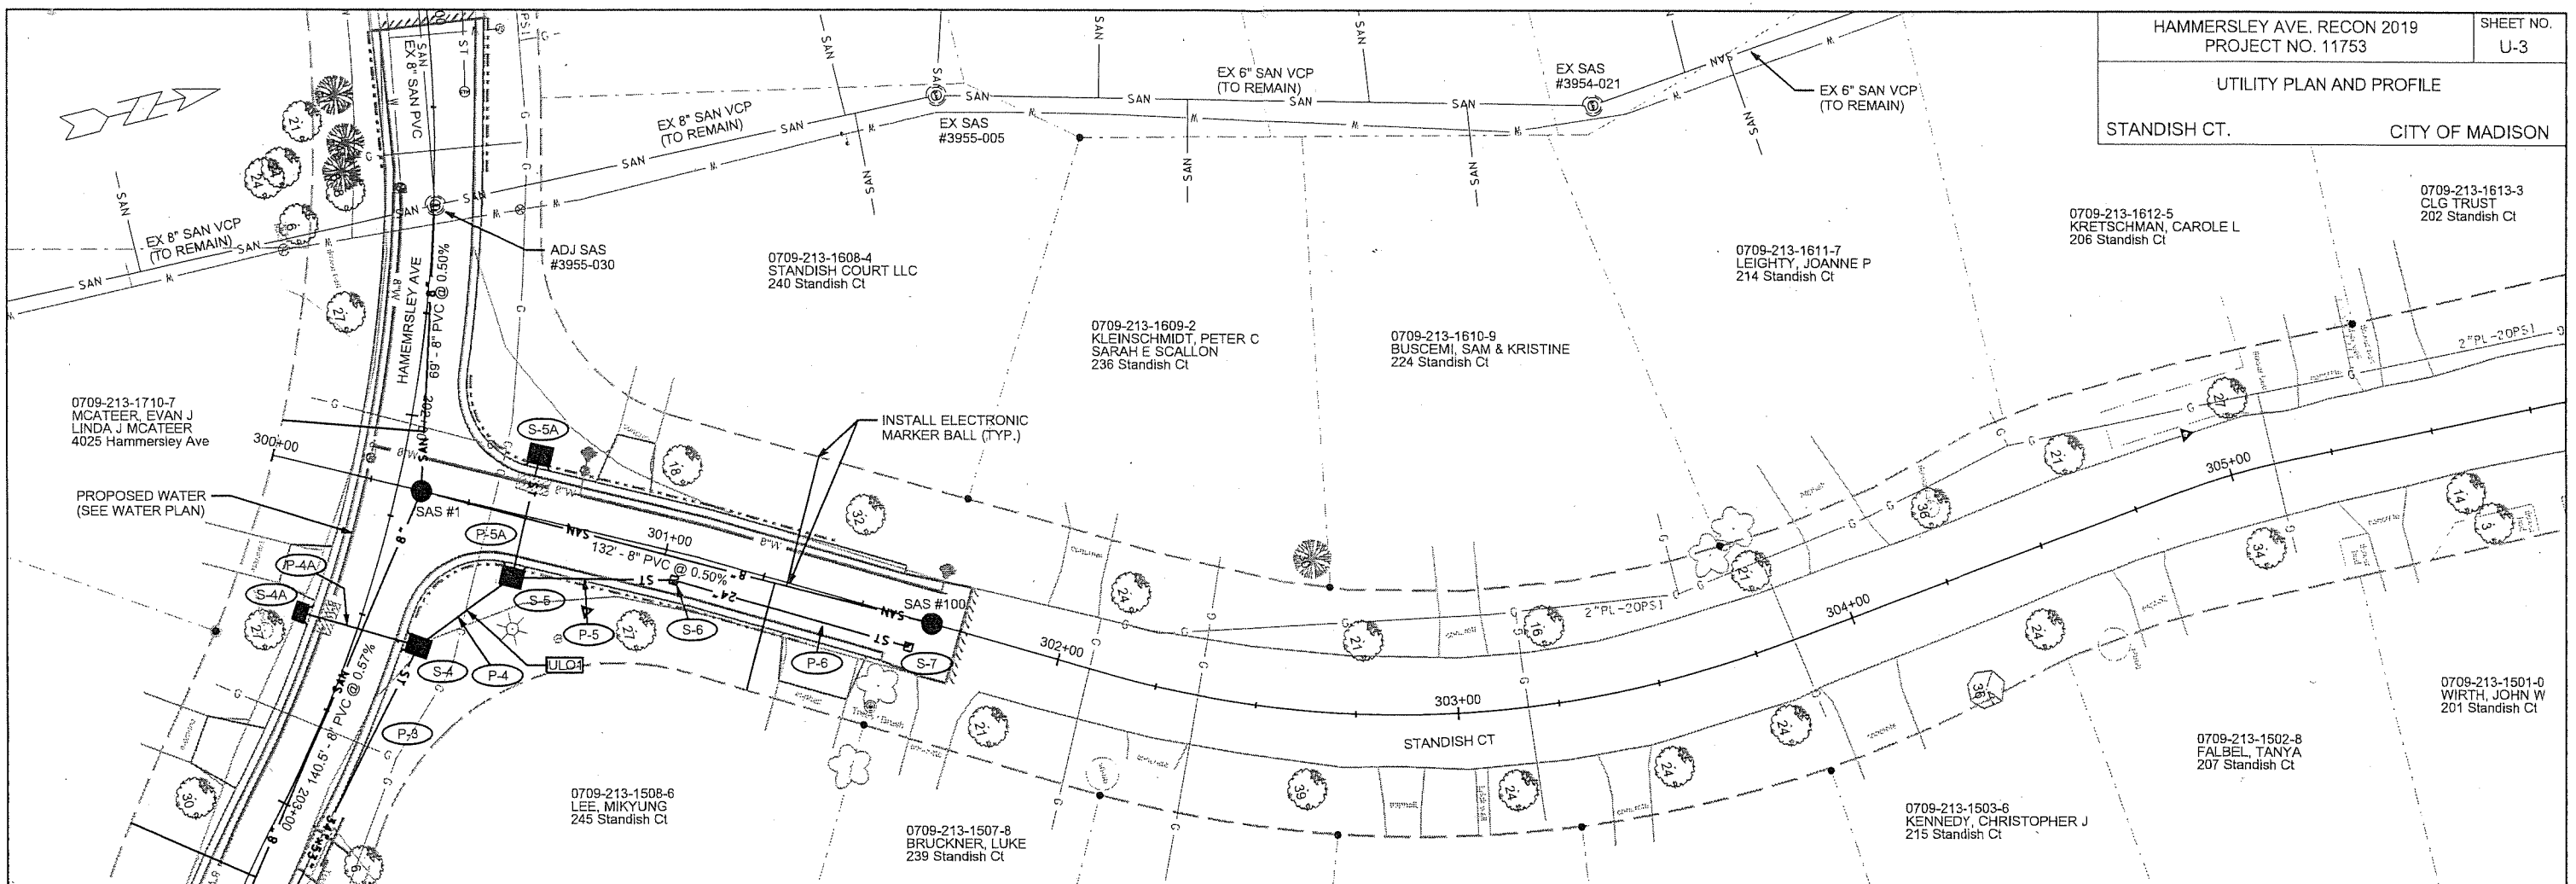 HAMMERSLEY AVE. RECON 2019
PROJECT NO. 11753
SHEET NO.
U-3
UTILITY PLAN AND PROFILE
STANDISH CT.
CITY OF MADISON
EX 8" SAN PVC
SAN
ST
EX 8" SAN VCP
(TO REMAIN)
EX 8" SAN VCP
(TO REMAIN)
EX SAS
#3955-005
EX 6" SAN VCP
(TO REMAIN)
EX SAS
#3954-021
EX 6" SAN VCP
(TO REMAIN)
ADJ SAS
#3955-030
HAMEMRSLEY AVE
69' - 8" PVC @ 0.50%
0709-213-1608-4
STANDISH COURT LLC
240 Standish Ct
0709-213-1609-2
KLEINSCHMIDT, PETER C
SARAH E SCALLON
236 Standish Ct
0709-213-1610-9
BUSCEMI, SAM & KRISTINE
224 Standish Ct
0709-213-1611-7
LEIGHTY, JOANNE P
214 Standish Ct
0709-213-1612-5
KRETSCHMAN, CAROLE L
206 Standish Ct
0709-213-1613-3
CLG TRUST
202 Standish Ct
0709-213-1710-7
MCATEER, EVAN J
LINDA J MCATEER
4025 Hammersley Ave
300+00
PROPOSED WATER
(SEE WATER PLAN)
INSTALL ELECTRONIC
MARKER BALL (TYP.)
S-5A
SAS #1
P-5A
P-4A
S-4A
301+00
132' - 8" PVC @ 0.50%
8"W
24"
SAS #100
S-5
P-5
S-6
P-6
S-7
S-4
P-4
ULO1
P-3
140.5' - 8" PVC @ 0.57%
203+00
302+00
303+00
304+00
305+00
2"PL-20PSI
2"PL-20PSI
STANDISH CT
0709-213-1508-6
LEE, MIKYUNG
245 Standish Ct
0709-213-1507-8
BRUCKNER, LUKE
239 Standish Ct
0709-213-1503-6
KENNEDY, CHRISTOPHER J
215 Standish Ct
0709-213-1502-8
FALBEL, TANYA
207 Standish Ct
0709-213-1501-0
WIRTH, JOHN W
201 Standish Ct